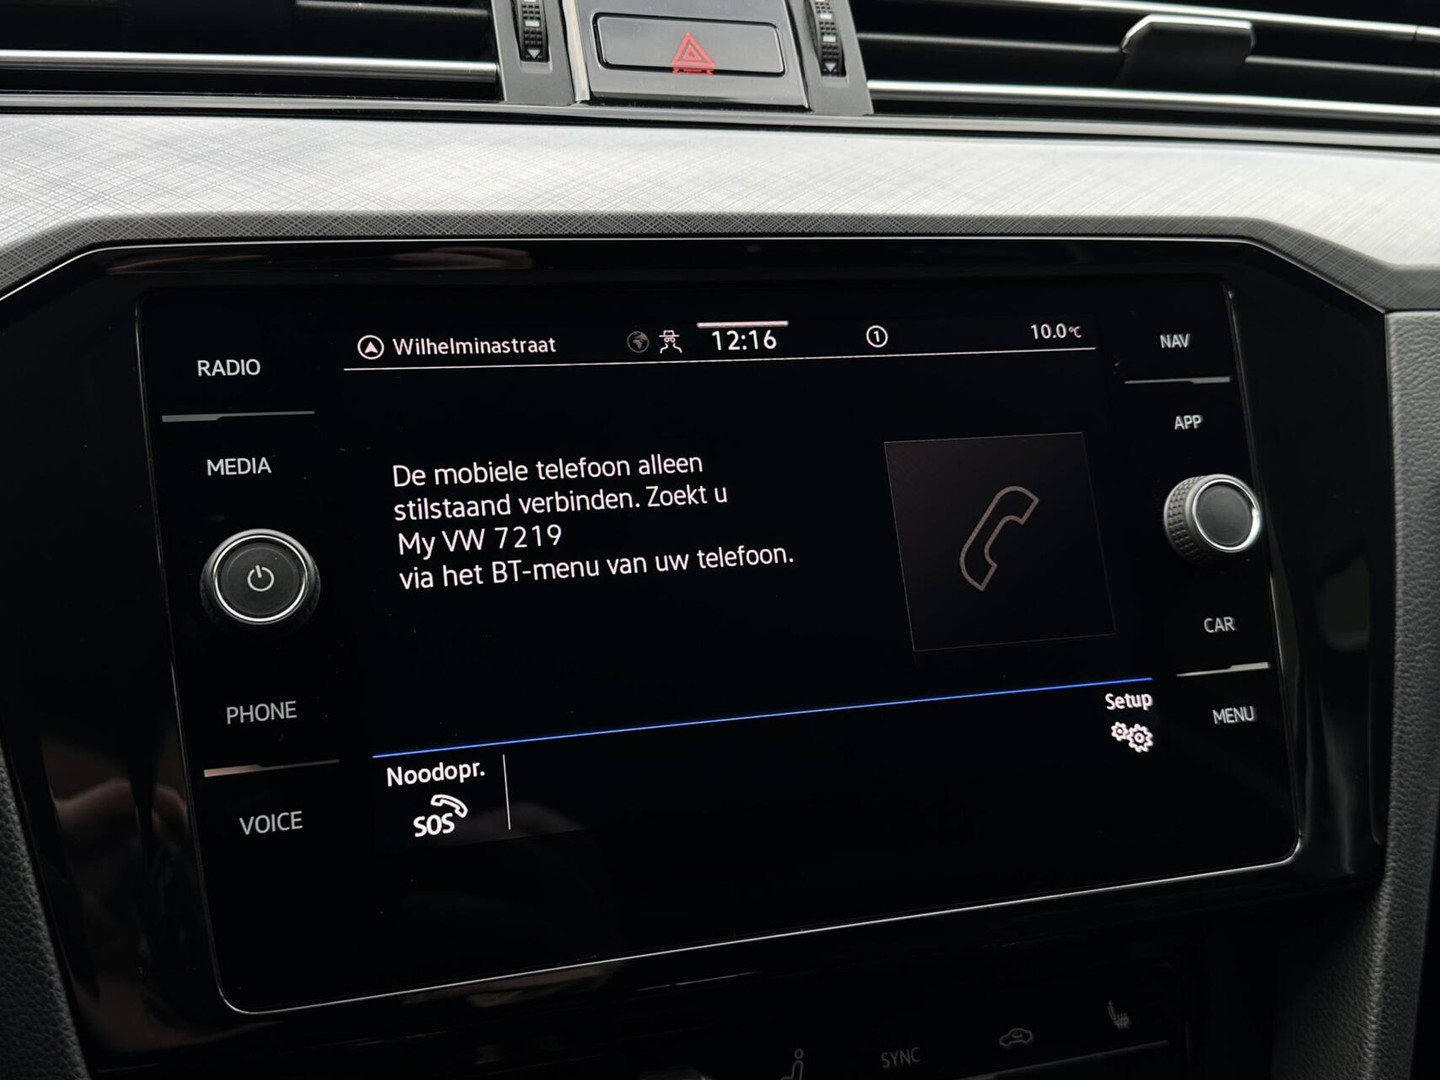 Wilhelminastraat
12:16
1
10.0°C
RADIO
MEDIA
PHONE
VOICE
De mobiele telefoon alleen
stilstaand verbinden. Zoekt u
My VW 7219
via het BT-menu van uw telefoon.
Noodopr.
SOS
Setup
NAV
APP
CAR
MENU
SYNC